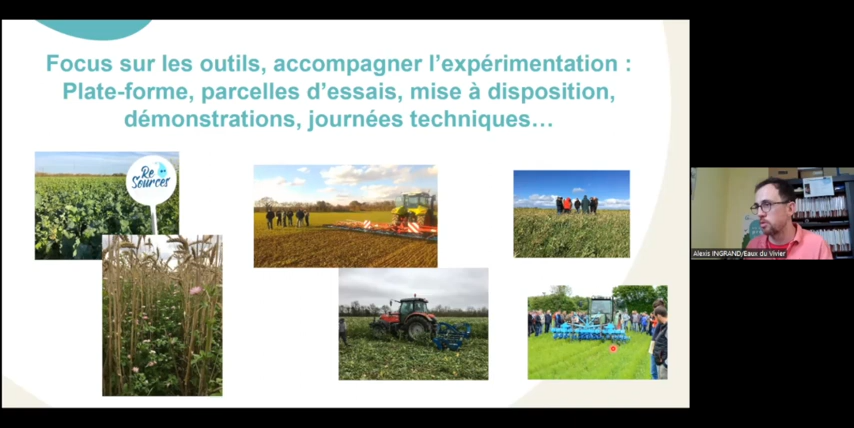 Focus sur les outils, accompagner l'expérimentation :
Plate-forme, parcelles d'essais, mise à disposition,
démonstrations, journées techniques…
Re
Sources
Alexis INGRAND/Eaux du Vivier